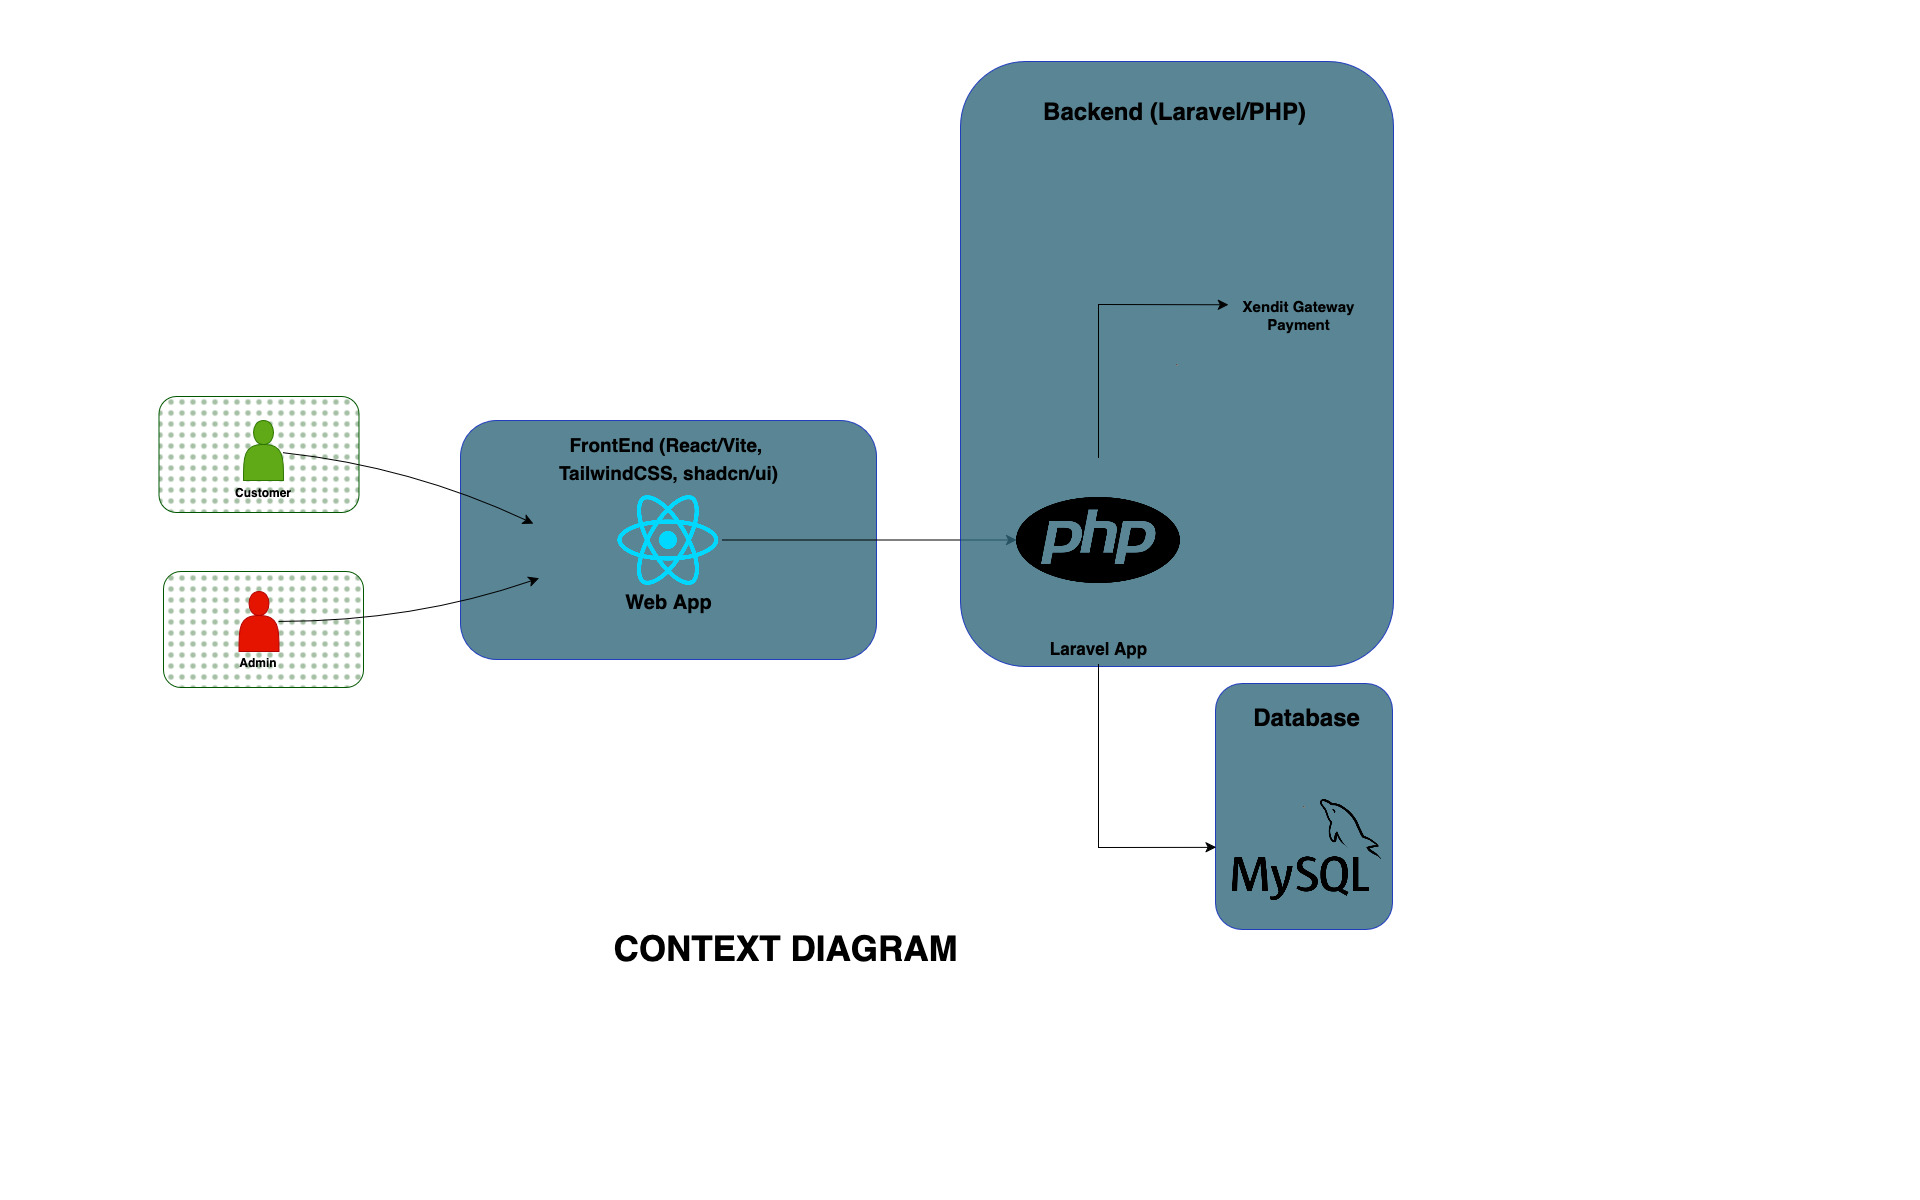 Backend (Laravel/PHP)
Xendit Gateway
Payment
Customer
FrontEnd (React/Vite,
TailwindCSS, shadcn/ui)
Web App
php
Admin
Laravel App
Database
MySQL
CONTEXT DIAGRAM